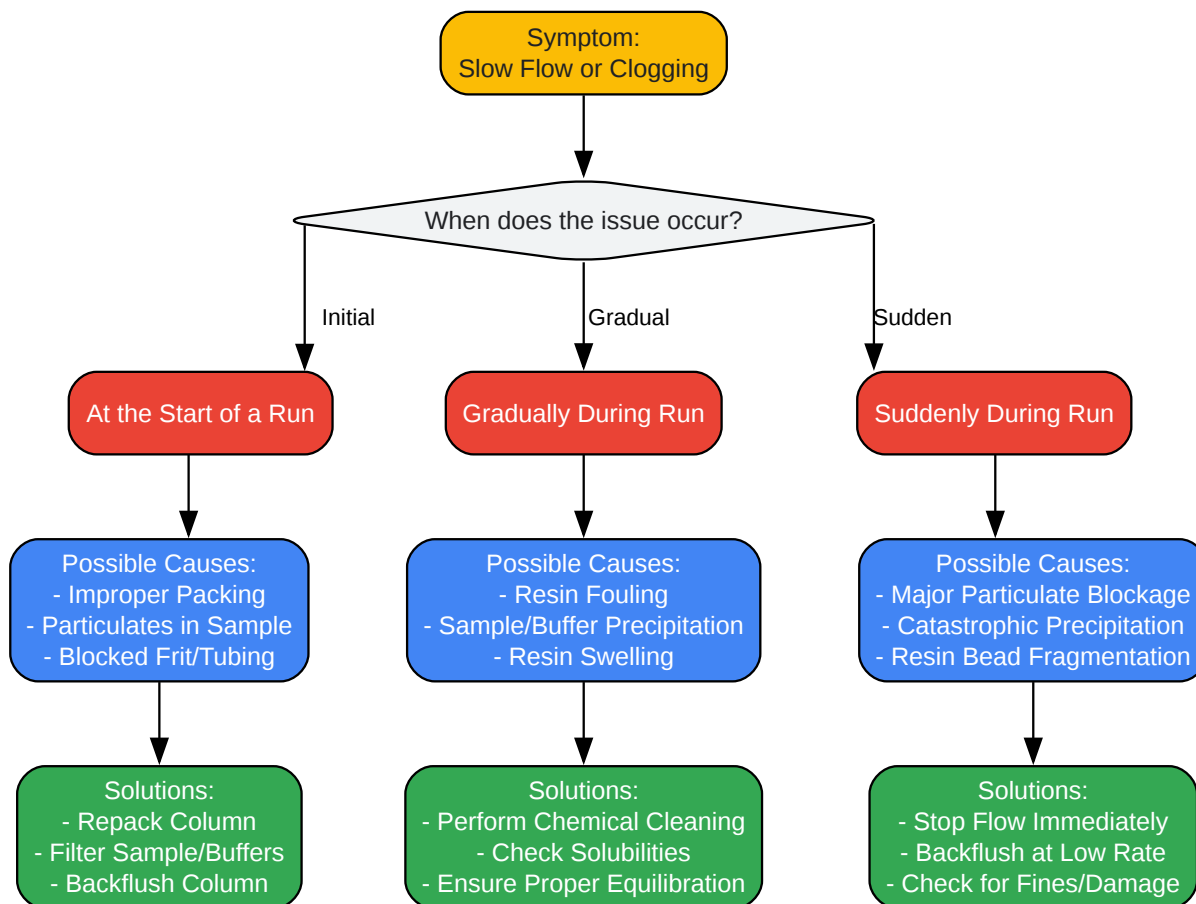 Symptom:
Slow Flow or Clogging
When does the issue occur?
Initial
Gradual
Sudden
At the Start of a Run
Gradually During Run
Suddenly During Run
Possible Causes:
- Improper Packing
- Particulates in Sample
- Blocked Frit/Tubing
Possible Causes:
- Resin Fouling
- Sample/Buffer Precipitation
- Resin Swelling
Possible Causes:
- Major Particulate Blockage
- Catastrophic Precipitation
- Resin Bead Fragmentation
Solutions:
- Repack Column
- Filter Sample/Buffers
- Backflush Column
Solutions:
- Perform Chemical Cleaning
- Check Solubilities
- Ensure Proper Equilibration
Solutions:
- Stop Flow Immediately
- Backflush at Low Rate
- Check for Fines/Damage